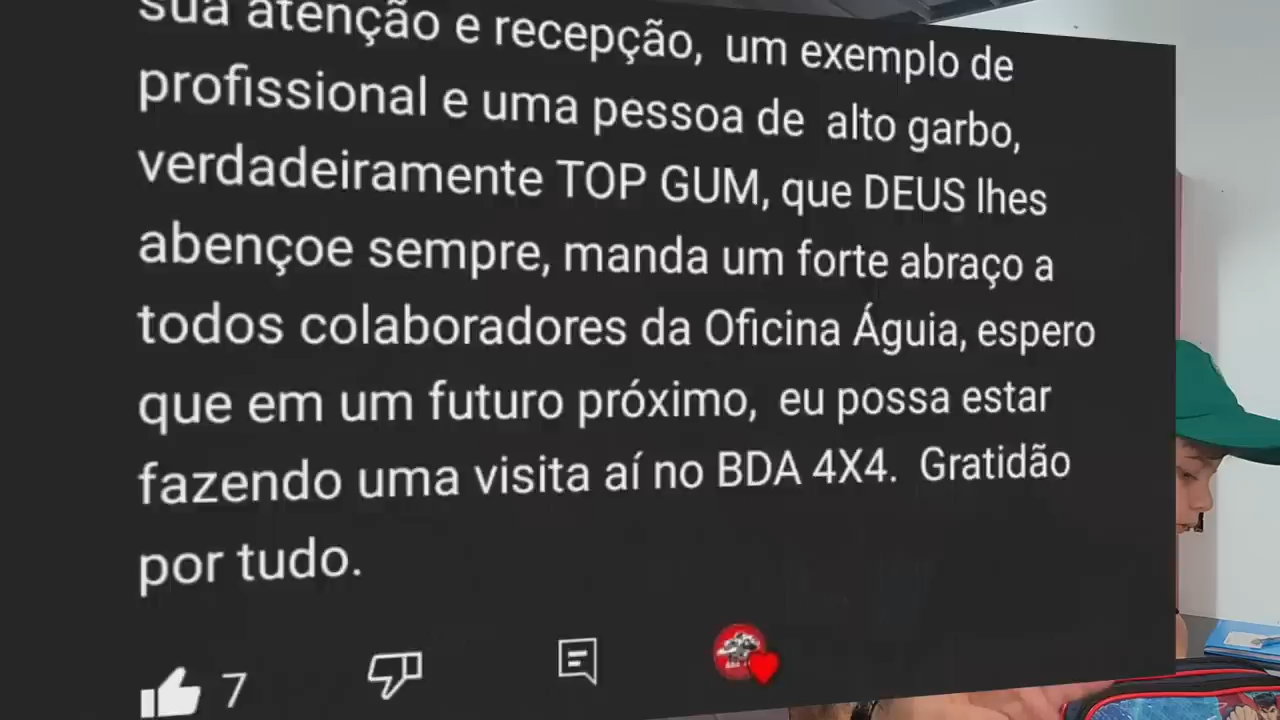 sua atenção e recepção, um exemplo de
profissional e uma pessoa de alto garbo,
verdadeiramente TOP GUM, que DEUS lhes
abençoe sempre, manda um forte abraço a
todos colaboradores da Oficina Águia, espero
que em um futuro próximo, eu possa estar
fazendo uma visita aí no BDA 4X4. Gratidão
por tudo.
7